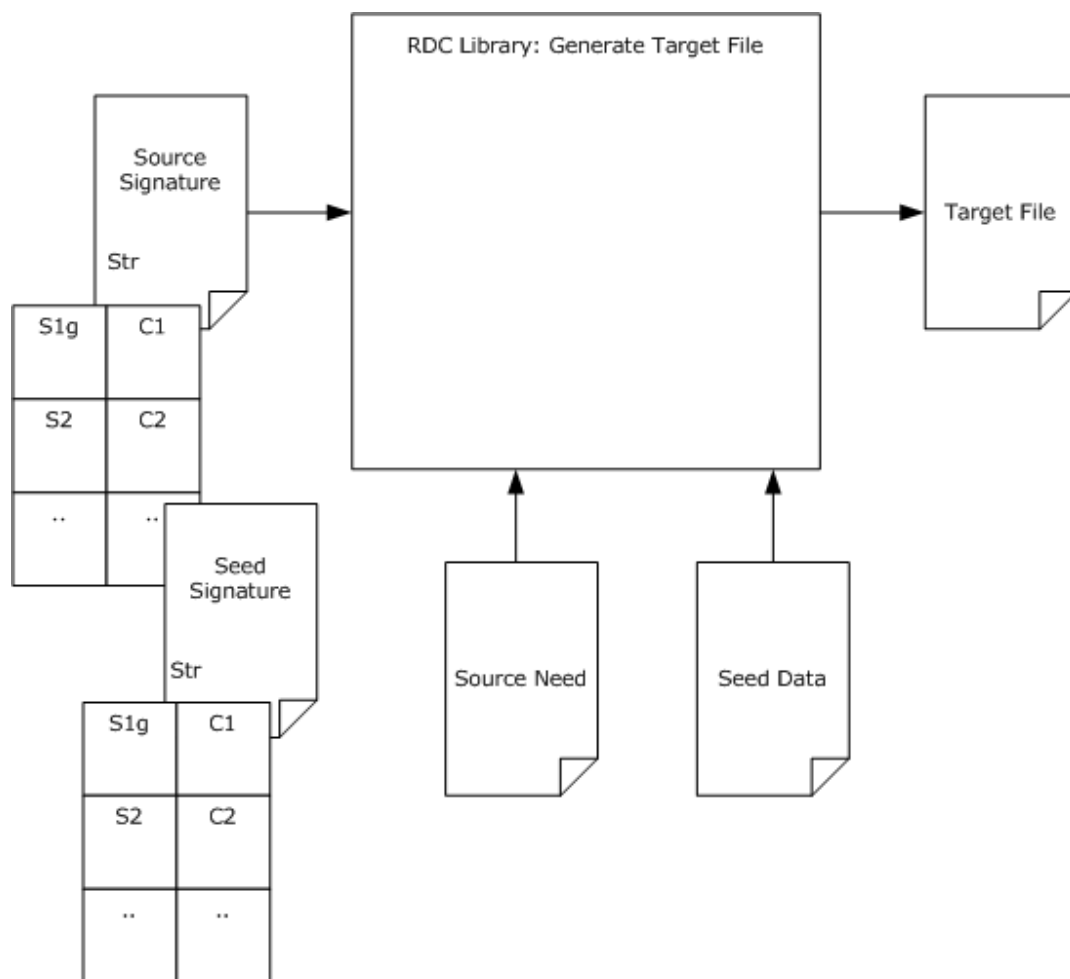 RDC Library: Generate Target File
Source
Signature
Str
Target File
S1g
C1
S2
C2
..
..
Seed
Signature
Str
Source Need
Seed Data
S1g
C1
S2
C2
..
..